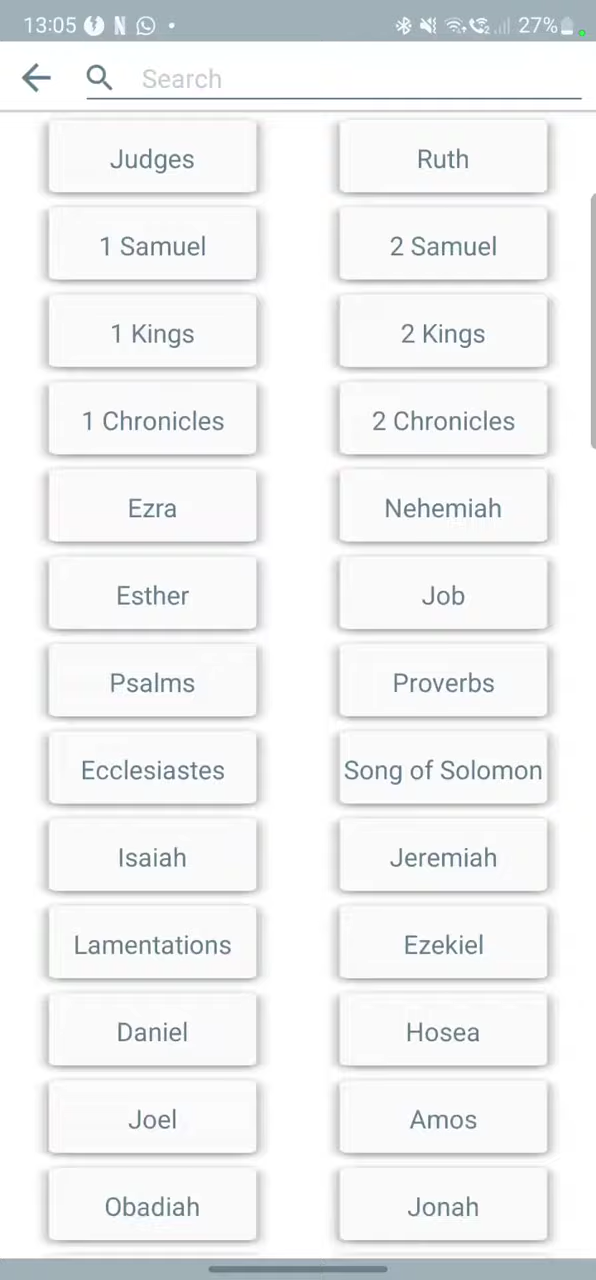 13:05 N 27%
Search
Judges Ruth
1 Samuel 2 Samuel
1 Kings 2 Kings
1 Chronicles 2 Chronicles
Ezra Nehemiah
Esther Job
Psalms Proverbs
Ecclesiastes Song of Solomon
Isaiah Jeremiah
Lamentations Ezekiel
Daniel Hosea
Joel Amos
Obadiah Jonah